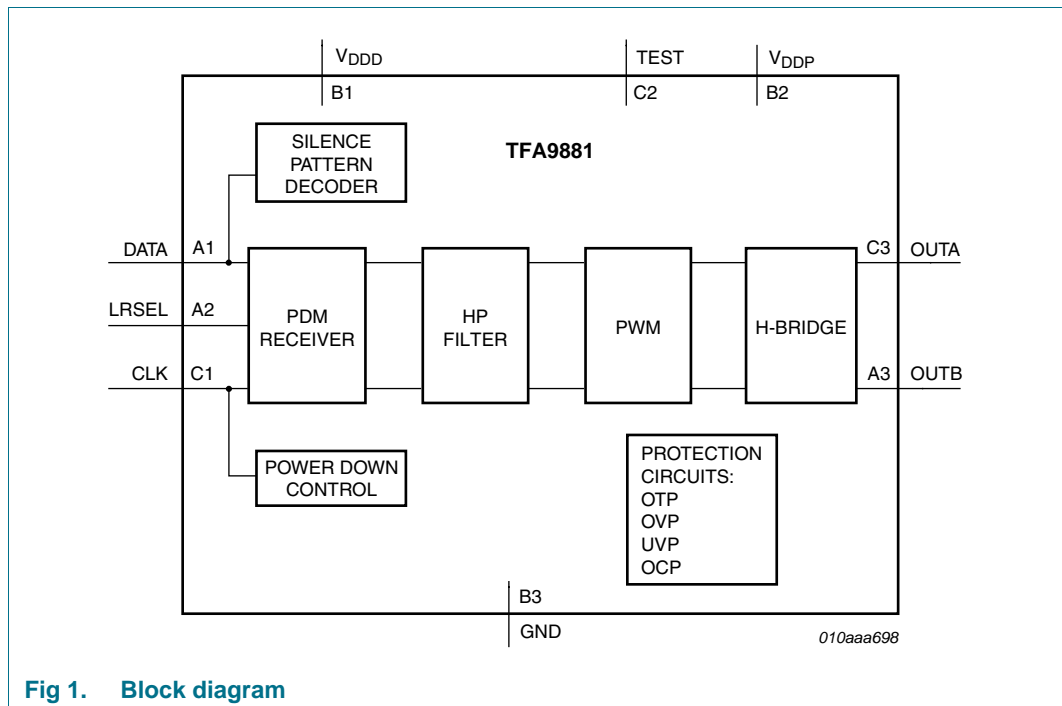 VDDD
TEST
VDDP
B1
C2
B2
SILENCE
PATTERN
DECODER
TFA9881
DATA
A1
C3
OUTA
LRSEL
A2
PDM
RECEIVER
HP
FILTER
PWM
H-BRIDGE
CLK
C1
A3
OUTB
POWER DOWN
CONTROL
PROTECTION
CIRCUITS:
OTP
OVP
UVP
OCP
B3
GND
010aaa698
Fig 1. Block diagram